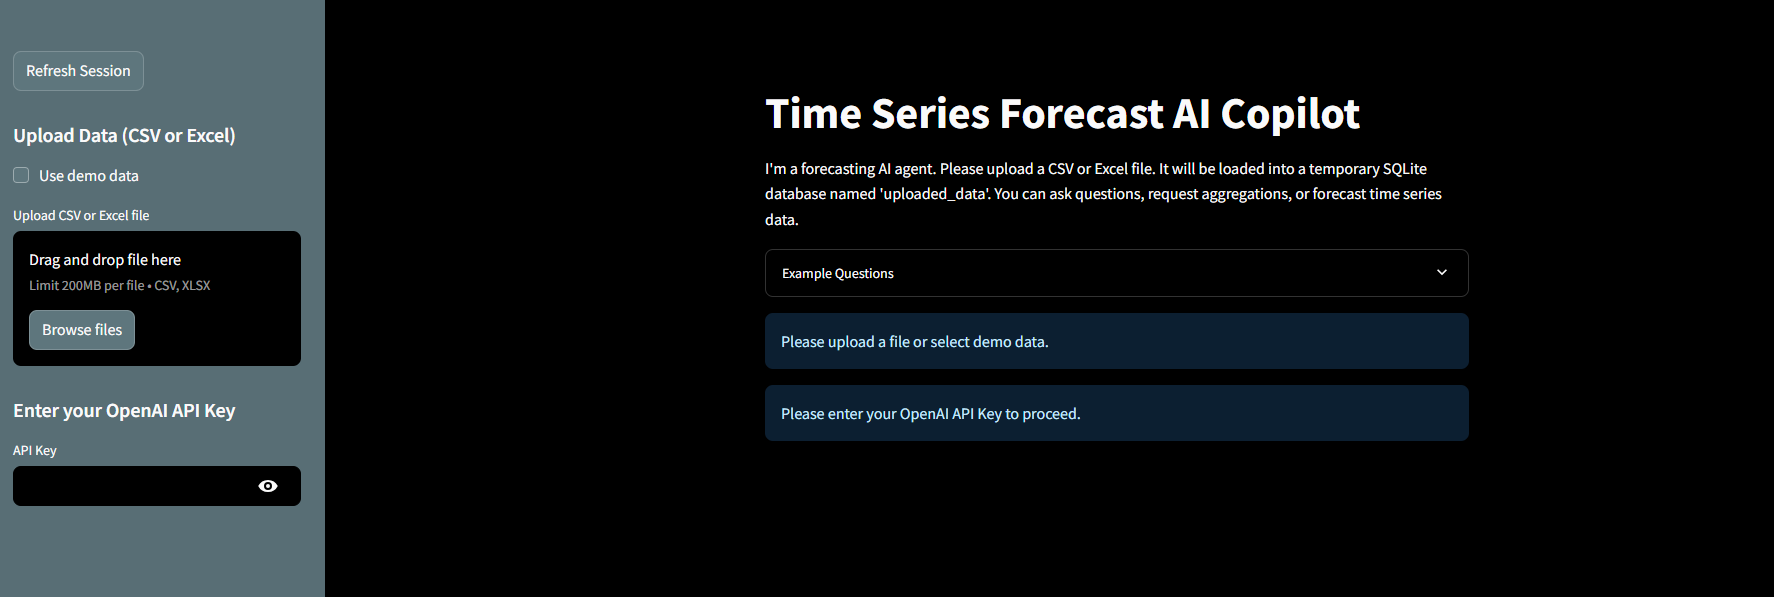 Refresh Session
Upload Data (CSV or Excel)
Use demo data
Upload CSV or Excel file
Drag and drop file here
Limit 200MB per file • CSV, XLSX
Browse files
Enter your OpenAI API Key
API Key
Time Series Forecast AI Copilot
I'm a forecasting AI agent. Please upload a CSV or Excel file. It will be loaded into a temporary SQLite
database named 'uploaded_data'. You can ask questions, request aggregations, or forecast time series
data.
Example Questions
Please upload a file or select demo data.
Please enter your OpenAI API Key to proceed.